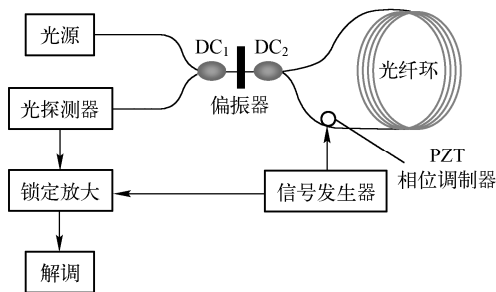 光源
DC1
DC2
光纤环
偏振器
光探测器
PZT
相位调制器
锁定放大
信号发生器
解调